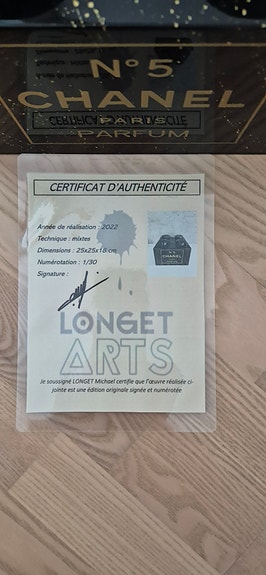 N°5
CHANEL
PARIS
PARFUM
CERTIFICAT D'AUTHENTICITÉ
CERTIFICAT D'AUTHENTICITÉ
Année de réalisation : 2022
Technique : mixtes
Dimensions : 25x25x18 cm
Numérotation : 1/30
Signature :
LONGET
ARTS
Je soussigné LONGET Michael certifie que l'œuvre réalisée ci-
jointe est une édition originale signée et numérotée